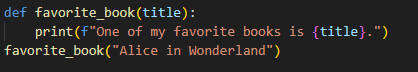 def favorite_book(title):
    print(f"One of my favorite books is {title}.")
favorite_book("Alice in Wonderland")